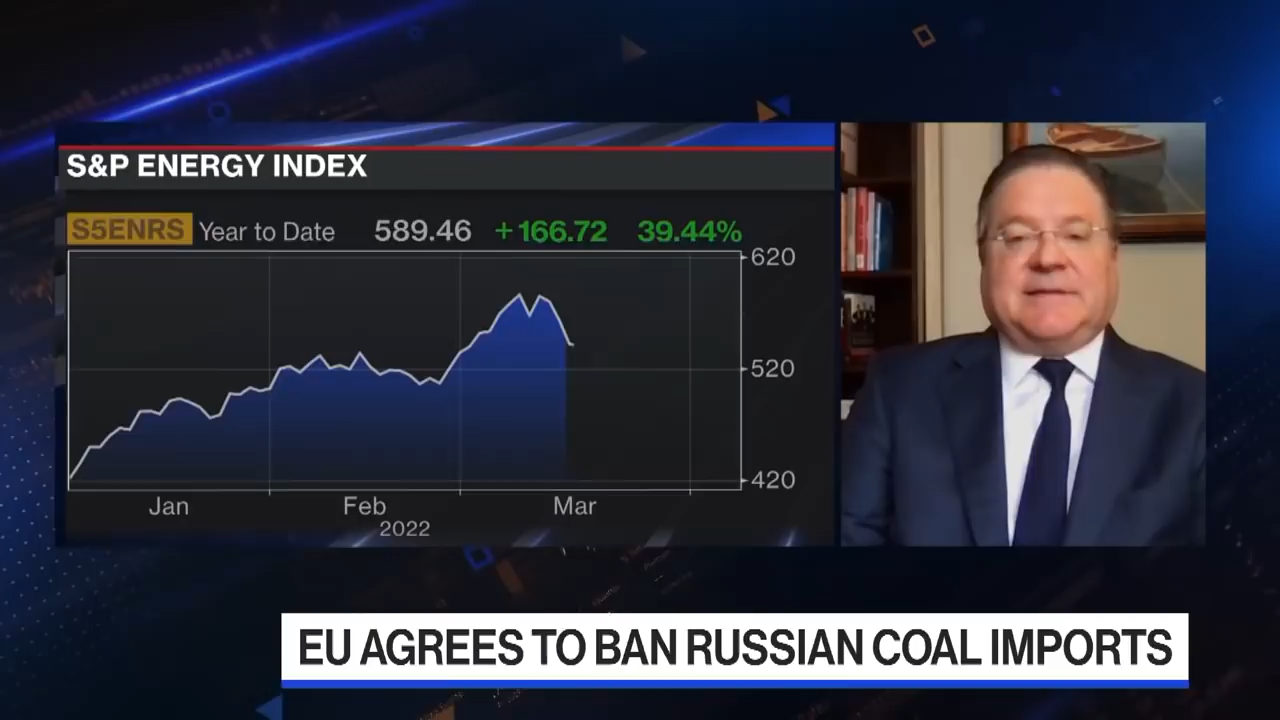 S&P ENERGY INDEX
S5ENRS Year to Date 589.46 +166.72 39.44%
620
520
420
Jan Feb Mar
2022
EU AGREES TO BAN RUSSIAN COAL IMPORTS